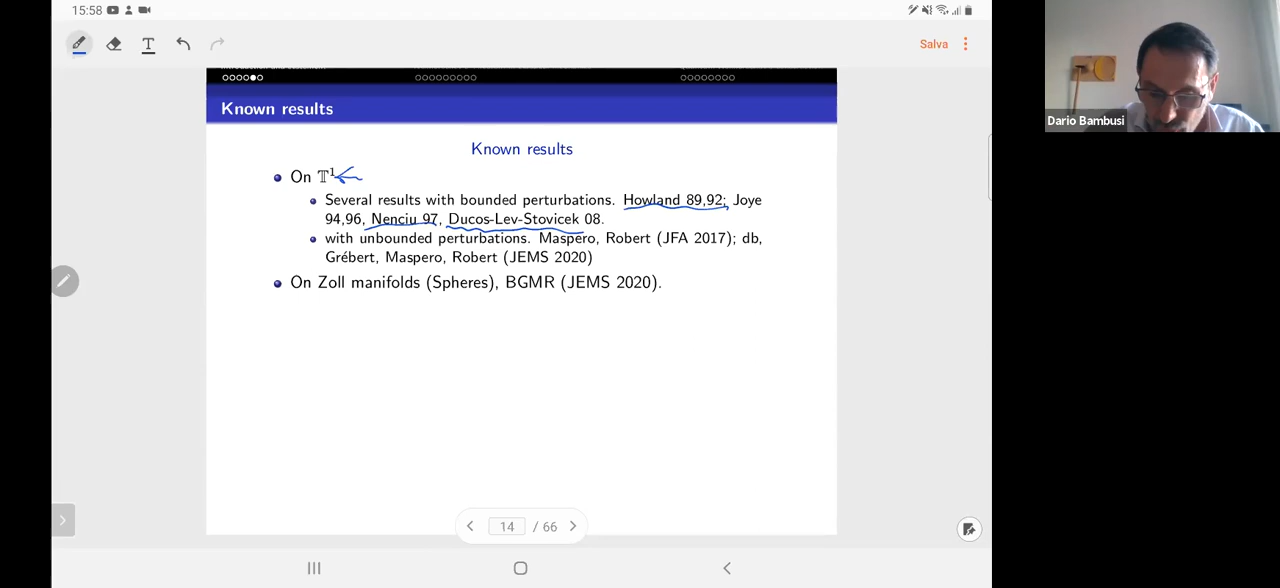 15:58
Salva
Known results
Known results
On 𝕋¹
Several results with bounded perturbations. Howland 89,92; Joye
94,96, Nenciu 97, Ducos-Lev-Stovicek 08.
with unbounded perturbations. Maspero, Robert (JFA 2017); db,
Grébert, Maspero, Robert (JEMS 2020)
On Zoll manifolds (Spheres), BGMR (JEMS 2020).
14 / 66
Dario Bambusi